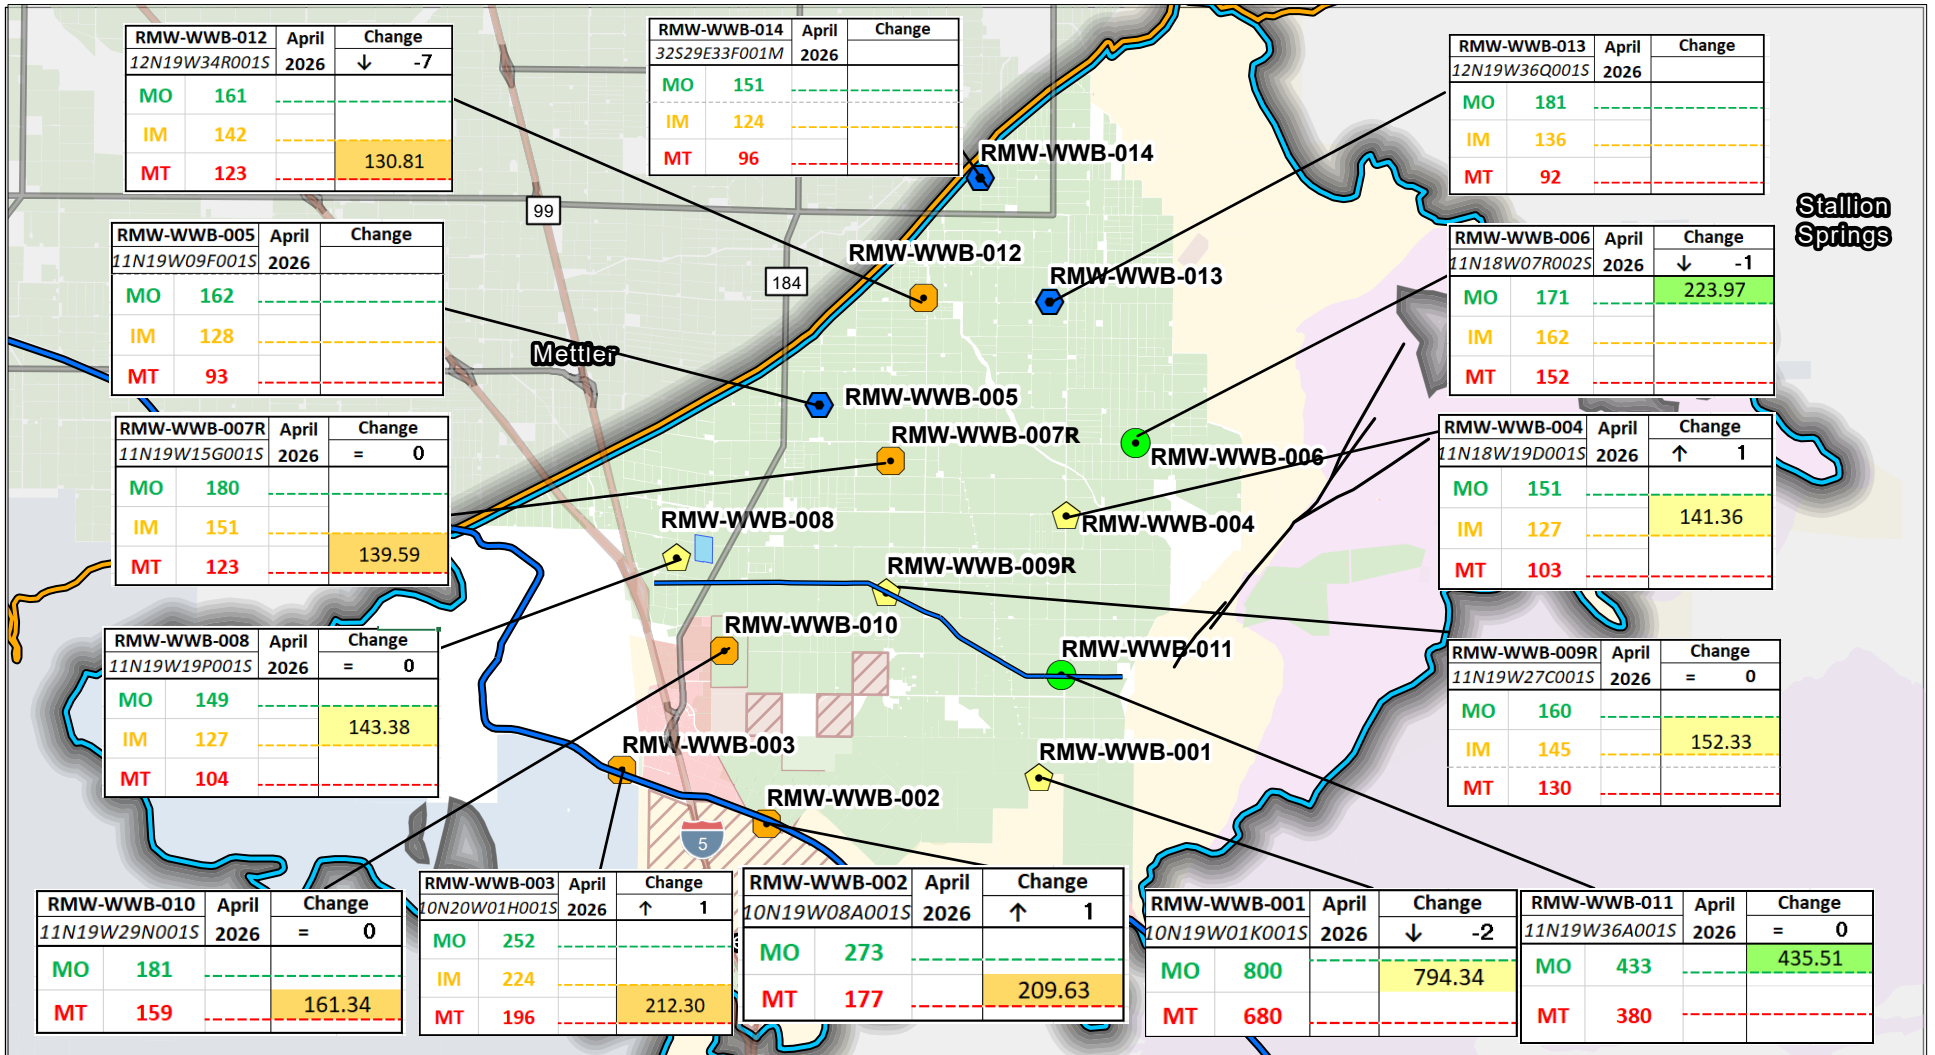 RMW-WWB-012 April Change
12N19W34R001S 2026 ↓ -7
MO 161
IM 142
MT 123 130.81
RMW-WWB-014 April Change
32S29E33F001M 2026
MO 151
IM 124
MT 96
RMW-WWB-013 April Change
12N19W36Q001S 2026
MO 181
IM 136
MT 92
RMW-WWB-005 April Change
11N19W09F001S 2026
MO 162
IM 128
MT 93
RMW-WWB-006 April Change
11N18W07R002S 2026 ↓ -1
MO 171 223.97
IM 162
MT 152
RMW-WWB-007R April Change
11N19W15G001S 2026 = 0
MO 180
IM 151
MT 123 139.59
RMW-WWB-004 April Change
11N18W19D001S 2026 ↑ 1
MO 151
IM 127 141.36
MT 103
RMW-WWB-008 April Change
11N19W19P001S 2026 = 0
MO 149
IM 127 143.38
MT 104
RMW-WWB-009R April Change
11N19W27C001S 2026 = 0
MO 160
IM 145 152.33
MT 130
RMW-WWB-010 April Change
11N19W29N001S 2026 = 0
MO 181
MT 159 161.34
RMW-WWB-003 April Change
10N20W01H001S 2026 ↑ 1
MO 252
IM 224
MT 196 212.30
RMW-WWB-002 April Change
10N19W08A001S 2026 ↑ 1
MO 273
MT 177 209.63
RMW-WWB-001 April Change
10N19W01K001S 2026 ↓ -2
MO 800 794.34
MT 680
RMW-WWB-011 April Change
11N19W36A001S 2026 = 0
MO 433 435.51
MT 380
RMW-WWB-014
99
Stallion
Springs
RMW-WWB-012
184
RMW-WWB-013
Mettler
RMW-WWB-005
RMW-WWB-007R
RMW-WWB-006
RMW-WWB-008
RMW-WWB-004
RMW-WWB-009R
RMW-WWB-010
RMW-WWB-011
RMW-WWB-003
RMW-WWB-001
RMW-WWB-002
5